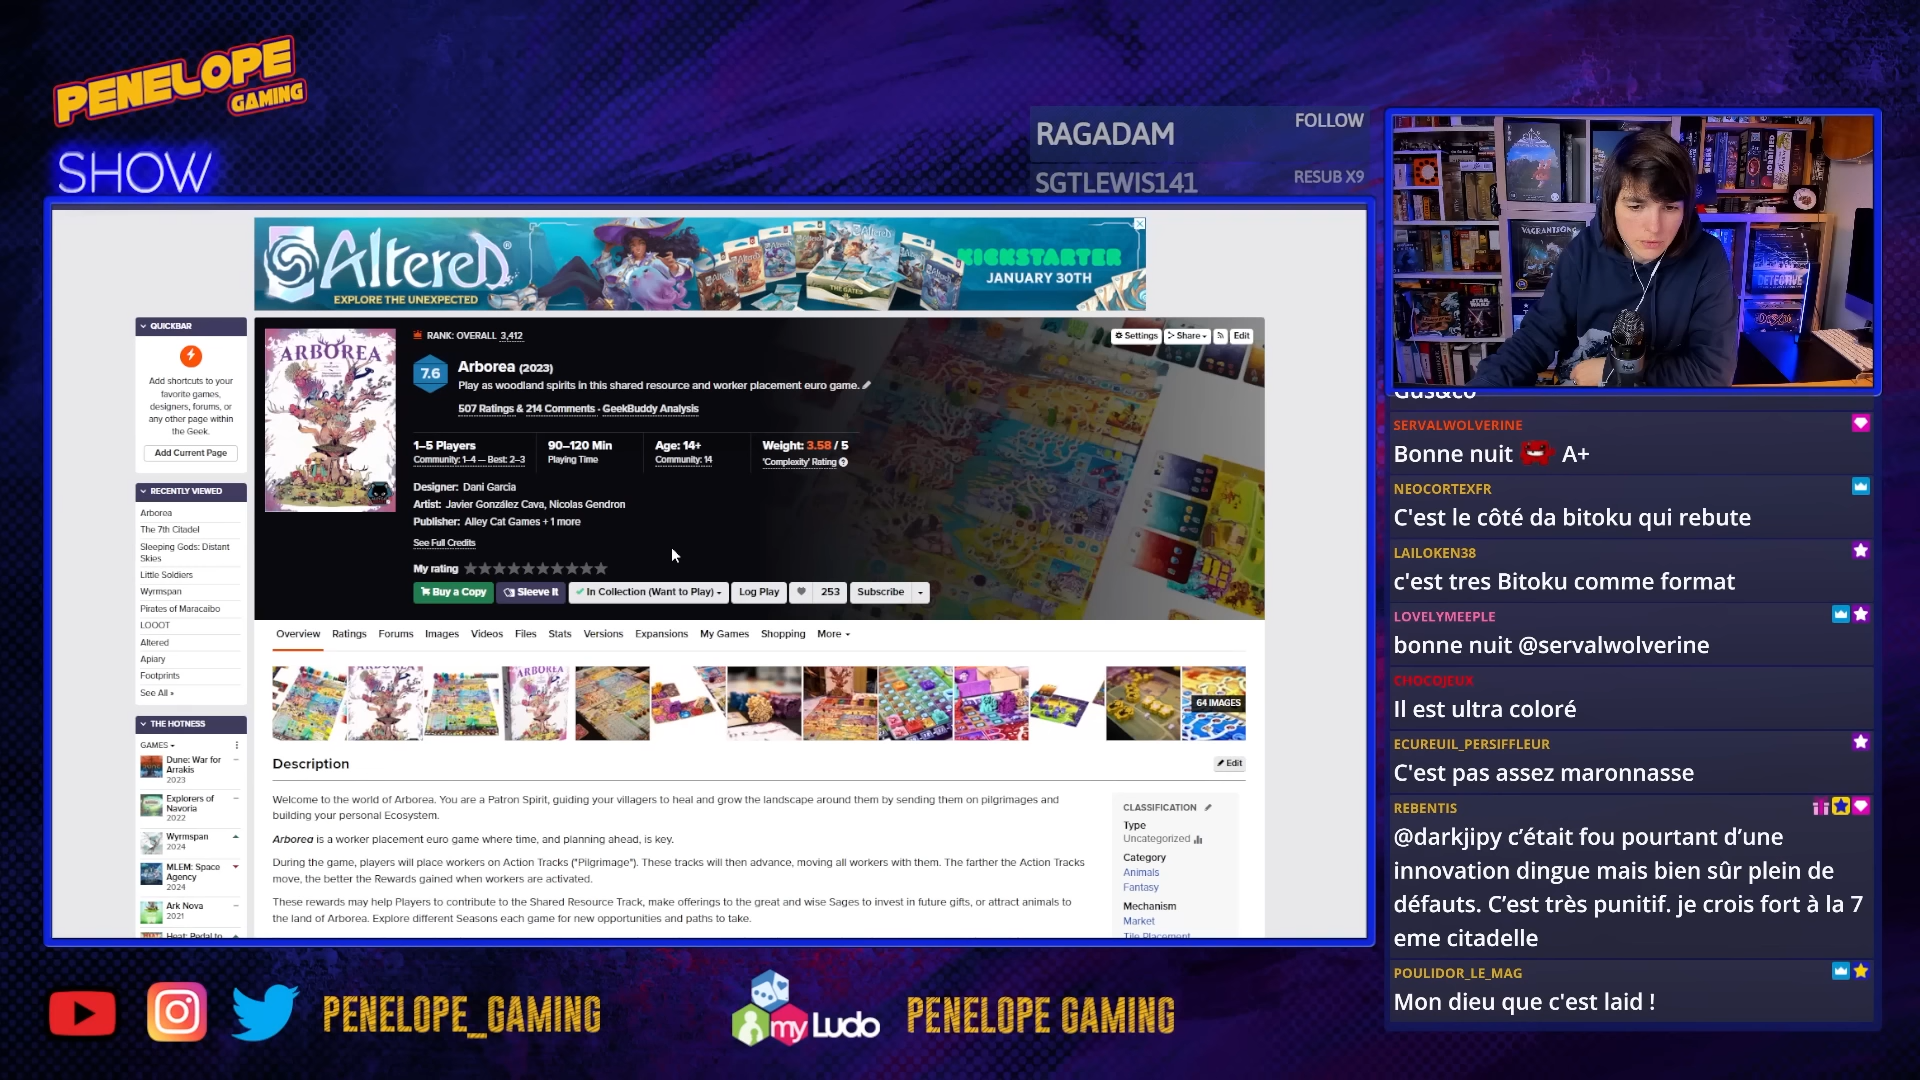 PENELOPE
GAMING
SHOW
RAGADAM
FOLLOW
SGTLEWIS141
RESUB X9
Altered
EXPLORE THE UNEXPECTED
THE GATES
KICKSTARTER
JANUARY 30TH
QUICKBAR
Add shortcuts to your
favorite games,
designers, forums, or
any other page within
the Geek.
Add Current Page
RECENTLY VIEWED
Arborea
The 7th Citadel
Sleeping Gods: Distant
Skies
Little Soldiers
Wyrmspan
Pirates of Maracaibo
LOOOT
Altered
Apiary
Footprints
See All »
THE HOTNESS
GAMES
Dune: War for
Arrakis
2023
Explorers of
Navoria
2022
Wyrmspan
2024
MLEM: Space
Agency
2024
Ark Nova
2021
Heat: Pedal to
ARBOREA
RANK: OVERALL 3,412
Settings
Share
Edit
7.6
Arborea (2023)
Play as woodland spirits in this shared resource and worker placement euro game.
507 Ratings & 214 Comments · GeekBuddy Analysis
1–5 Players
Community: 1–4 — Best: 2–3
90–120 Min
Playing Time
Age: 14+
Community: 14
Weight: 3.58 / 5
'Complexity' Rating
Designer: Dani Garcia
Artist: Javier González Cava, Nicolas Gendron
Publisher: Alley Cat Games + 1 more
See Full Credits
My rating
Buy a Copy
Sleeve It
In Collection (Want to Play)
Log Play
253
Subscribe
Overview
Ratings
Forums
Images
Videos
Files
Stats
Versions
Expansions
My Games
Shopping
More
64 IMAGES
Description
Edit
Welcome to the world of Arborea. You are a Patron Spirit, guiding your villagers to heal and grow the landscape around them by sending them on pilgrimages and
building your personal Ecosystem.
Arborea is a worker placement euro game where time, and planning ahead, is key.
During the game, players will place workers on Action Tracks ("Pilgrimage"). These tracks will then advance, moving all workers with them. The farther the Action Tracks
move, the better the Rewards gained when workers are activated.
These rewards may help Players to contribute to the Shared Resource Track, make offerings to the great and wise Sages to invest in future gifts, or attract animals to
the land of Arborea. Explore different Seasons each game for new opportunities and paths to take.
CLASSIFICATION
Type
Uncategorized
Category
Animals
Fantasy
Mechanism
Market
Tile Placement
VAGRANTSONG
STAR
WARS
DETECTIVE
Gus&co
SERVALWOLVERINE
Bonne nuit A+
NEOCORTEXFR
C'est le côté da bitoku qui rebute
LAILOKEN38
c'est tres Bitoku comme format
LOVELYMEEPLE
bonne nuit @servalwolverine
CHOCOJEUX
Il est ultra coloré
ECUREUIL_PERSIFFLEUR
C'est pas assez maronnasse
REBENTIS
@darkjipy c’était fou pourtant d’une
innovation dingue mais bien sûr plein de
défauts. C’est très punitif. je crois fort à la 7
eme citadelle
POULIDOR_LE_MAG
Mon dieu que c'est laid !
PENELOPE_GAMING
myLudo
PENELOPE GAMING